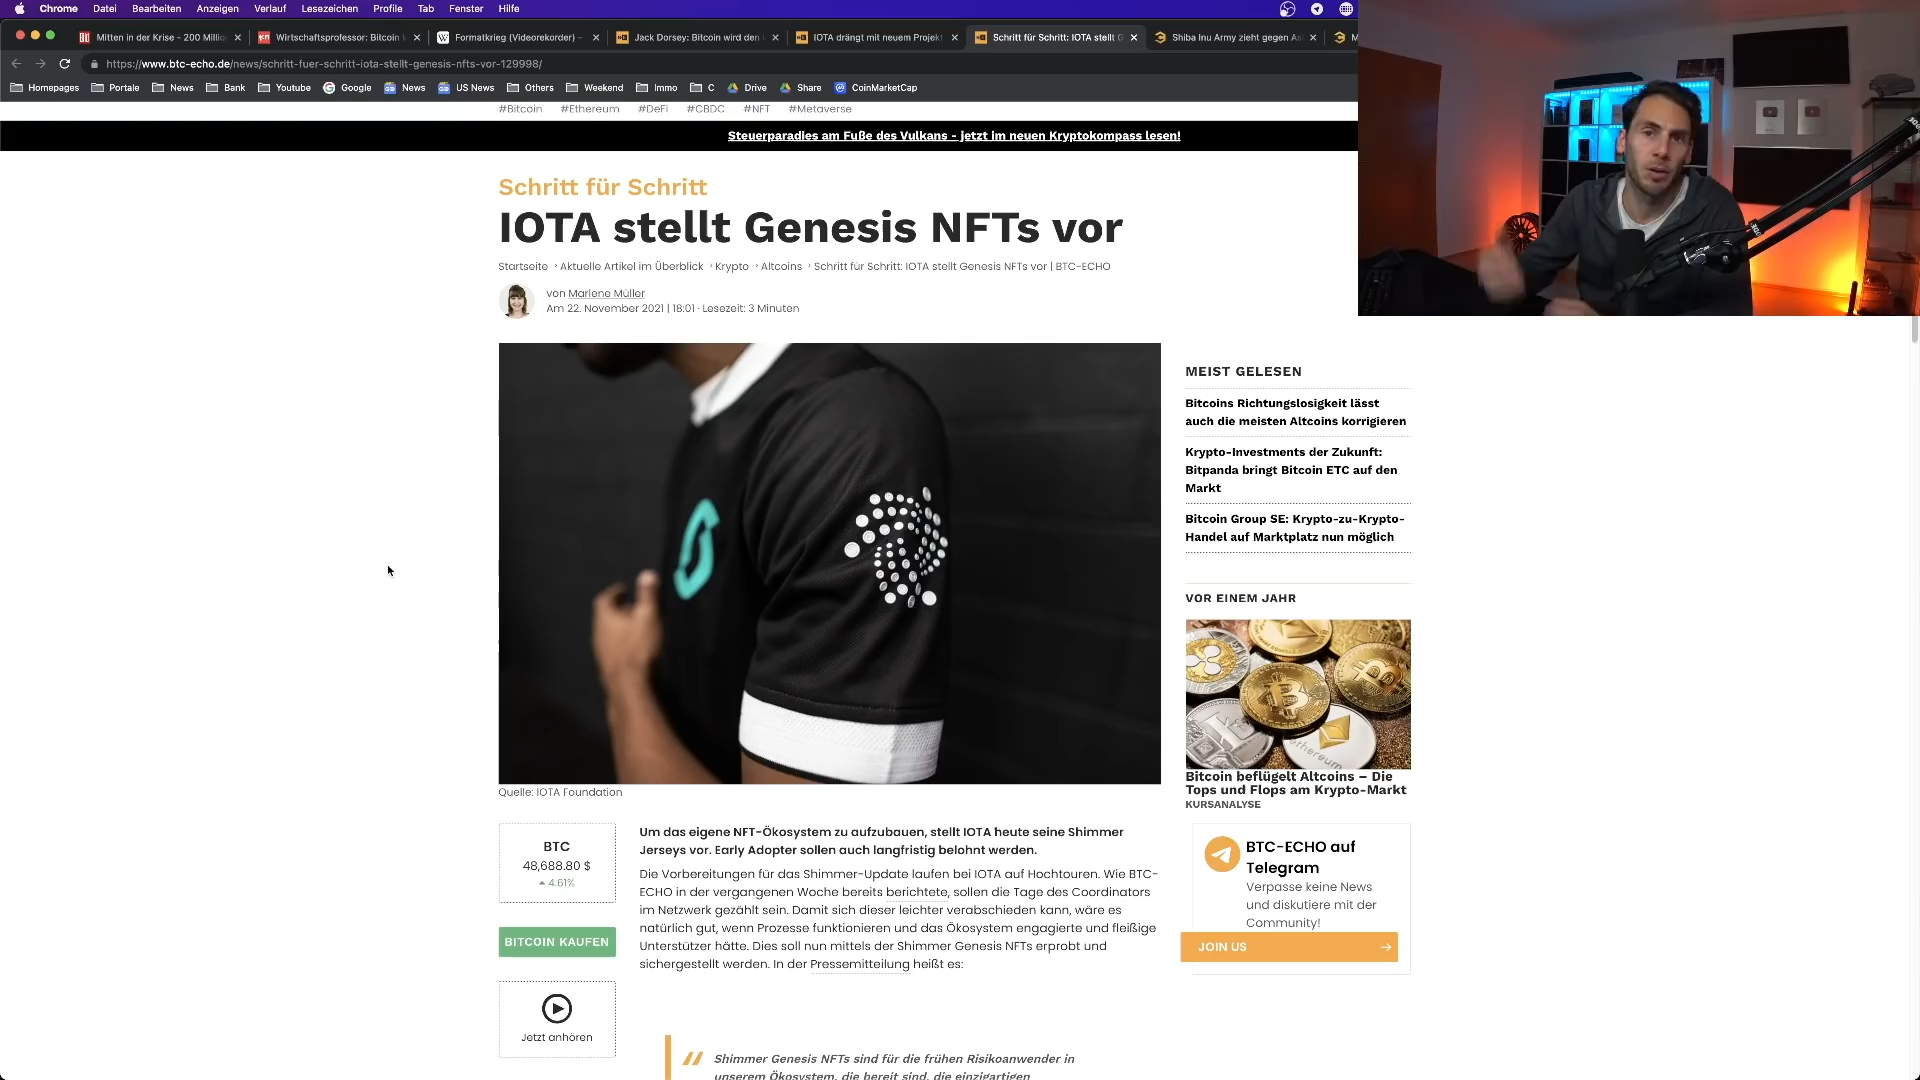 Chrome Datei Bearbeiten Anzeigen Verlauf Lesezeichen Profile Tab Fenster Hilfe
Mitten in der Krise - 200 Millio
Wirtschaftsprofessor: Bitcoin
Formatkrieg (Videorekorder) –
Jack Dorsey: Bitcoin wird den
IOTA drängt mit neuem Projekt
Schritt für Schritt: IOTA stellt G
Shiba Inu Army zieht gegen
https://www.btc-echo.de/news/schritt-fuer-schritt-iota-stellt-genesis-nfts-vor-129998/
Homepages Portale News Bank Youtube Google News US News Others Weekend Immo C Drive Share CoinMarketCap
#Bitcoin #Ethereum #DeFi #CBDC #NFT #Metaverse
Steuerparadies am Fuße des Vulkans - jetzt im neuen Kryptokompass lesen!
Schritt für Schritt
IOTA stellt Genesis NFTs vor
Startseite › Aktuelle Artikel im Überblick › Krypto › Altcoins › Schritt für Schritt: IOTA stellt Genesis NFTs vor | BTC-ECHO
von Marlene Müller
Am 22. November 2021 | 18:01 · Lesezeit: 3 Minuten
Quelle: IOTA Foundation
BTC
48,688.80 $
4.61%
BITCOIN KAUFEN
Jetzt anhören
Um das eigene NFT-Ökosystem zu aufzubauen, stellt IOTA heute seine Shimmer
Jerseys vor. Early Adopter sollen auch langfristig belohnt werden.
Die Vorbereitungen für das Shimmer-Update laufen bei IOTA auf Hochtouren. Wie BTC-
ECHO in der vergangenen Woche bereits berichtete, sollen die Tage des Coordinators
im Netzwerk gezählt sein. Damit sich dieser leichter verabschieden kann, wäre es
natürlich gut, wenn Prozesse funktionieren und das Ökosystem engagierte und fleißige
Unterstützer hätte. Dies soll nun mittels der Shimmer Genesis NFTs erprobt und
sichergestellt werden. In der Pressemitteilung heißt es:
Shimmer Genesis NFTs sind für die frühen Risikoanwender in
unserem Ökosystem, die bereit sind, die einzigartigen
MEIST GELESEN
Bitcoins Richtungslosigkeit lässt
auch die meisten Altcoins korrigieren
Krypto-Investments der Zukunft:
Bitpanda bringt Bitcoin ETC auf den
Markt
Bitcoin Group SE: Krypto-zu-Krypto-
Handel auf Marktplatz nun möglich
VOR EINEM JAHR
Bitcoin beflügelt Altcoins – Die
Tops und Flops am Krypto-Markt
KURSANALYSE
BTC-ECHO auf
Telegram
Verpasse keine News
und diskutiere mit der
Community!
JOIN US